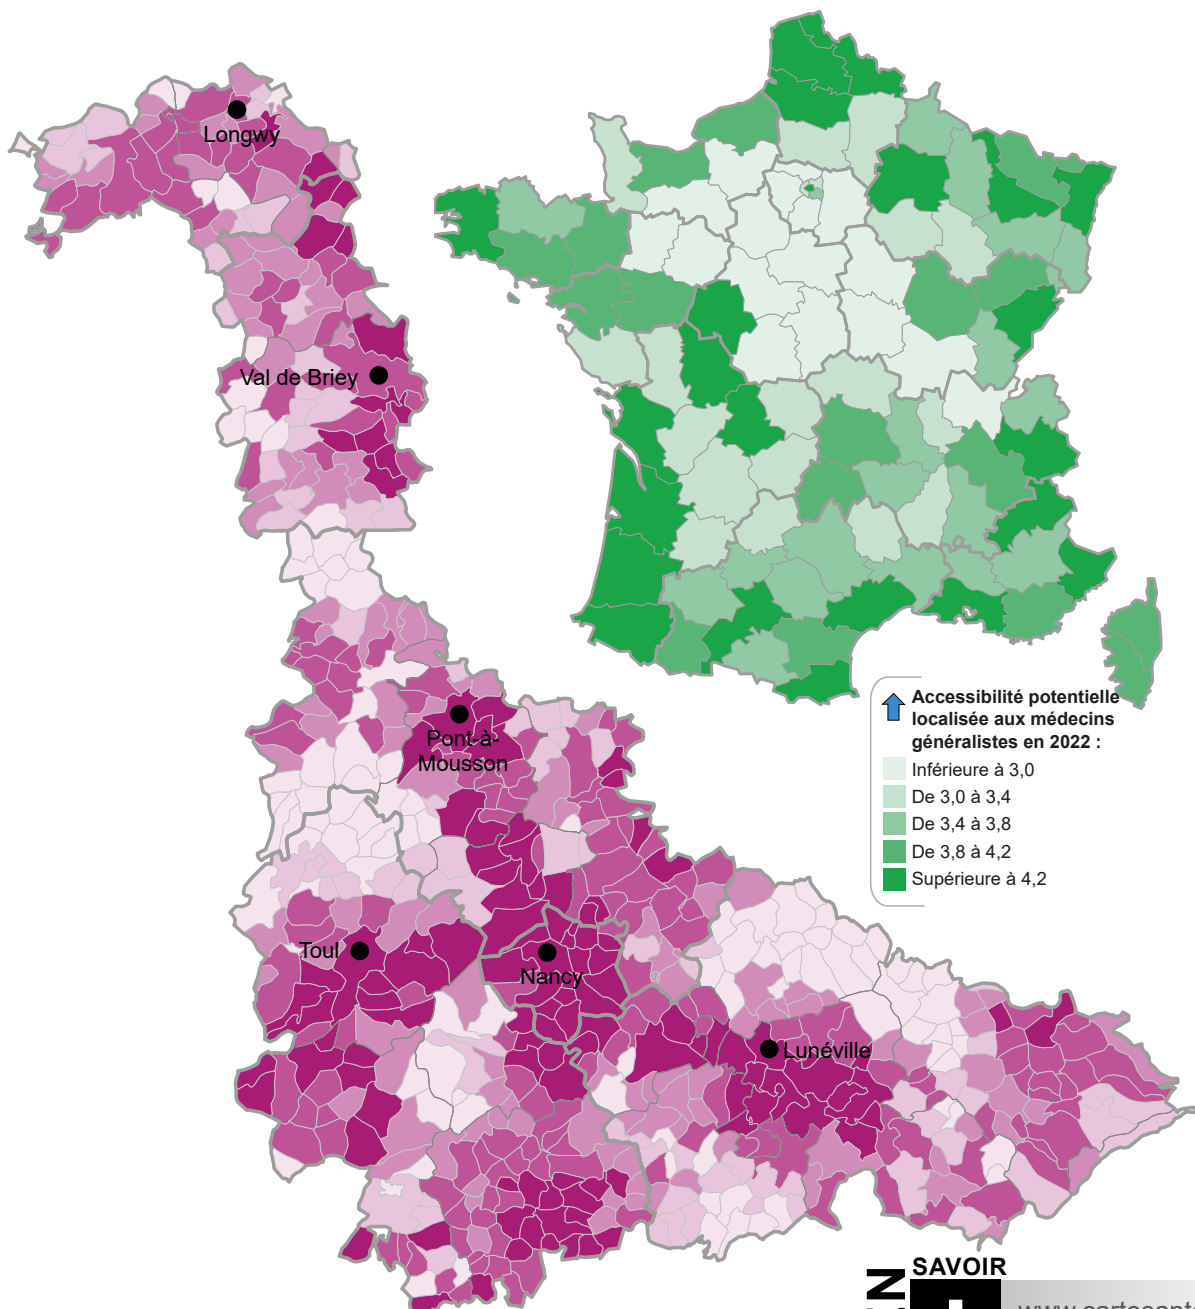 Longwy
Val de Briey
Pont-à-
Mousson
Toul
Nancy
Lunéville
Accessibilité potentielle
localisée aux médecins
généralistes en 2022 :
Inférieure à 3,0
De 3,0 à 3,4
De 3,4 à 3,8
De 3,8 à 4,2
Supérieure à 4,2
SAVOIR